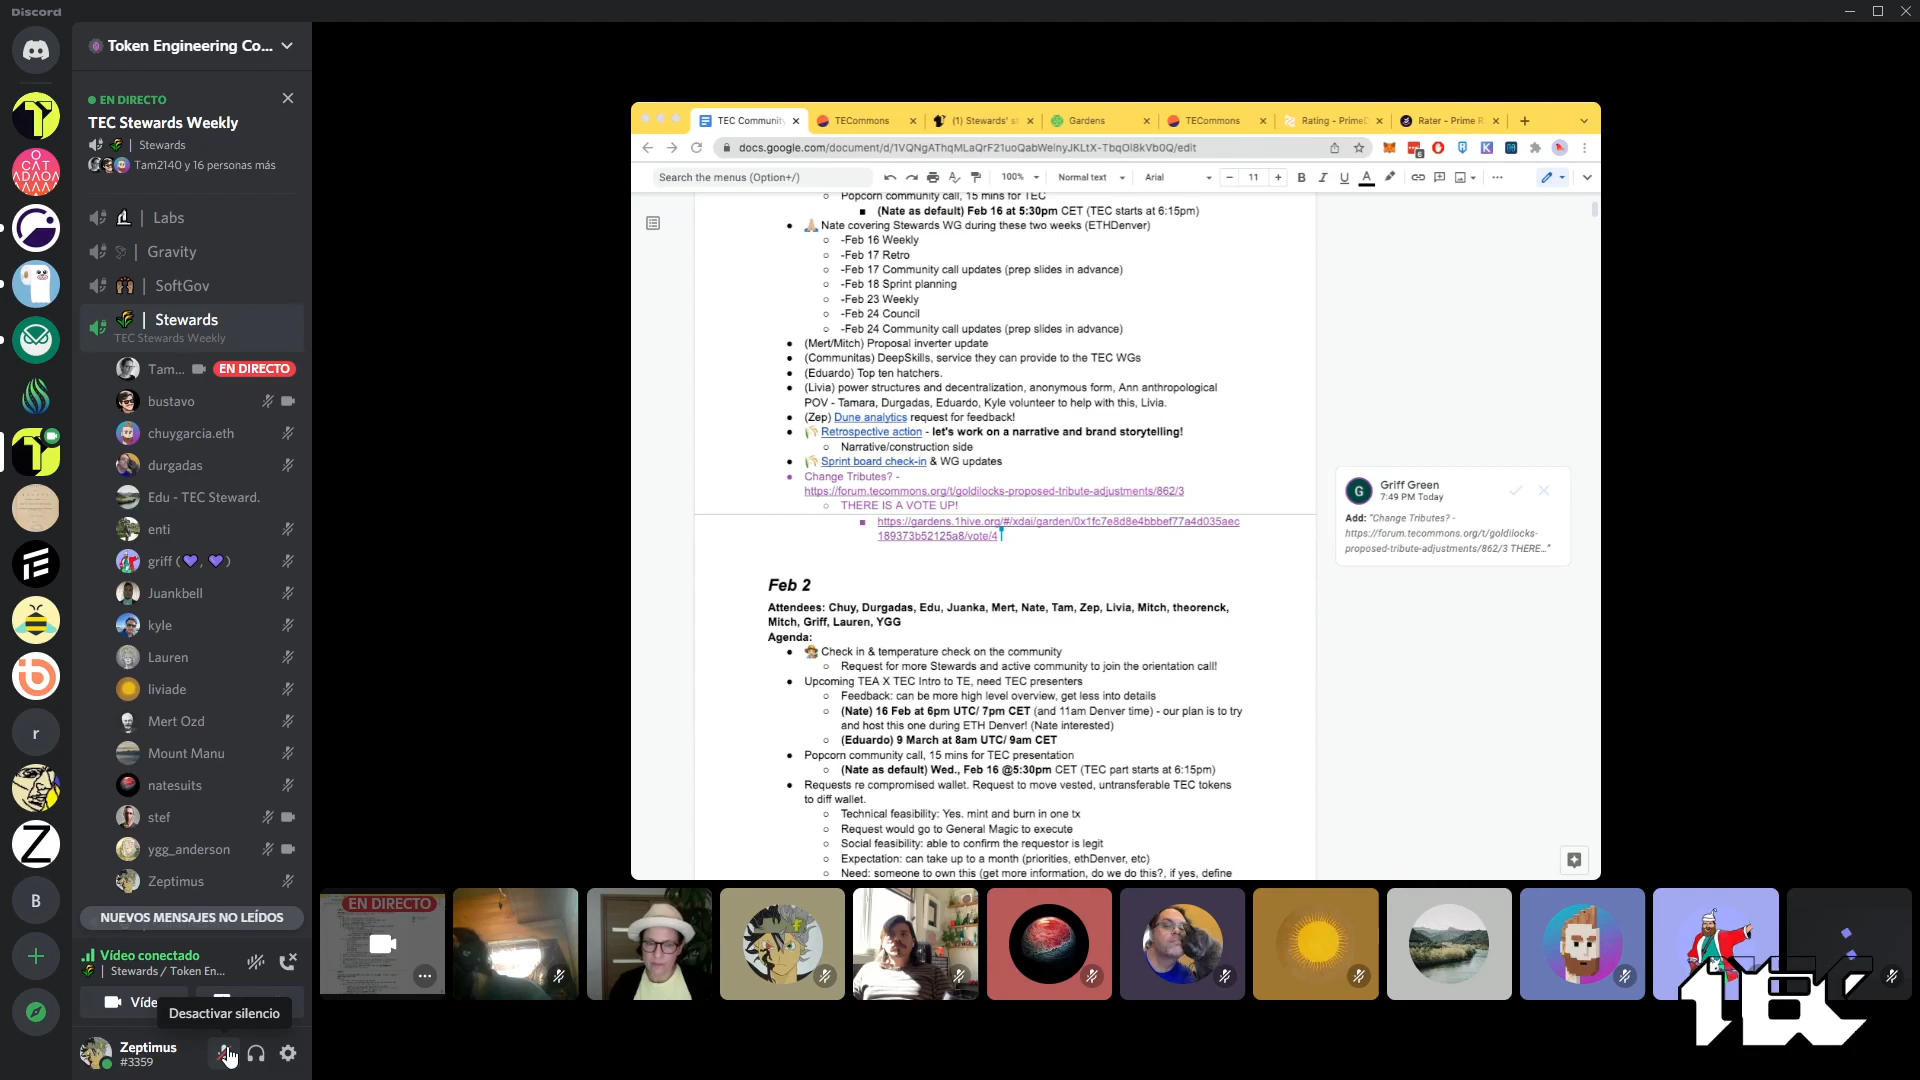 Discord
Token Engineering Co...
EN DIRECTO
TEC Stewards Weekly
| Stewards
Tam2140 y 16 personas más
| Labs
| Gravity
| SoftGov
| Stewards
TEC Stewards Weekly
Tam... EN DIRECTO
bustavo
chuygarcia.eth
durgadas
Edu - TEC Steward.
enti
griff (💜, 💜)
Juankbell
kyle
Lauren
liviade
Mert Ozd
Mount Manu
natesuits
stef
ygg_anderson
Zeptimus
NUEVOS MENSAJES NO LEÍDOS
Vídeo conectado
| Stewards / Token En...
Víde
Desactivar silencio
Zeptimus
#3359
r
B
TEC Community
TECommons
(1) Stewards' s
Gardens
TECommons
Rating - PrimeD
Rater - Prime R
docs.google.com/document/d/1VQNgAThqMLaQrF21uoQabWeInyJKLtX-TbqOl8kVb0Q/edit
Search the menus (Option+/)
100%
Normal text
Arial
11
B I U A
Popcorn community call, 15 mins for TEC
(Nate as default) Feb 16 at 5:30pm CET (TEC starts at 6:15pm)
🙏🏼 Nate covering Stewards WG during these two weeks (ETHDenver)
-Feb 16 Weekly
-Feb 17 Retro
-Feb 17 Community call updates (prep slides in advance)
-Feb 18 Sprint planning
-Feb 23 Weekly
-Feb 24 Council
-Feb 24 Community call updates (prep slides in advance)
(Mert/Mitch) Proposal inverter update
(Communitas) DeepSkills, service they can provide to the TEC WGs
(Eduardo) Top ten hatchers.
(Livia) power structures and decentralization, anonymous form, Ann anthropological
POV - Tamara, Durgadas, Eduardo, Kyle volunteer to help with this, Livia.
(Zep) Dune analytics request for feedback!
Retrospective action - let's work on a narrative and brand storytelling!
Narrative/construction side
Sprint board check-in & WG updates
Change Tributes? -
https://forum.tecommons.org/t/goldilocks-proposed-tribute-adjustments/862/3
THERE IS A VOTE UP!
https://gardens.1hive.org/#/xdai/garden/0x1fc7e8d8e4bbbef77a4d035aec
189373b52125a8/vote/4
Feb 2
Attendees: Chuy, Durgadas, Edu, Juanka, Mert, Nate, Tam, Zep, Livia, Mitch, theorenck,
Mitch, Griff, Lauren, YGG
Agenda:
Check in & temperature check on the community
Request for more Stewards and active community to join the orientation call!
Upcoming TEA X TEC Intro to TE, need TEC presenters
Feedback: can be more high level overview, get less into details
(Nate) 16 Feb at 6pm UTC/ 7pm CET (and 11am Denver time) - our plan is to try
and host this one during ETH Denver! (Nate interested)
(Eduardo) 9 March at 8am UTC/ 9am CET
Popcorn community call, 15 mins for TEC presentation
(Nate as default) Wed., Feb 16 @5:30pm CET (TEC part starts at 6:15pm)
Requests re compromised wallet. Request to move vested, untransferable TEC tokens
to diff wallet.
Technical feasibility: Yes. mint and burn in one tx
Request would go to General Magic to execute
Social feasibility: able to confirm the requestor is legit
Expectation: can take up to a month (priorities, ethDenver, etc)
Need: someone to own this (get more information, do we do this?, if yes, define
G
Griff Green
7:49 PM Today
Add: "Change Tributes? -
https://forum.tecommons.org/t/goldilocks-
proposed-tribute-adjustments/862/3 THERE..."
EN DIRECTO
TEC